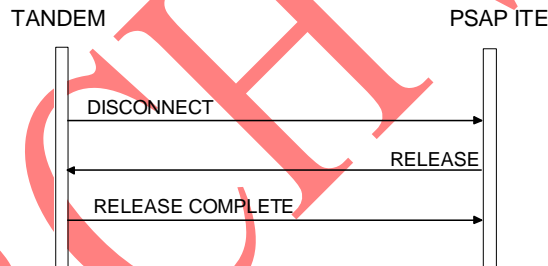 TANDEM
PSAP ITE
DISCONNECT
RELEASE
RELEASE COMPLETE